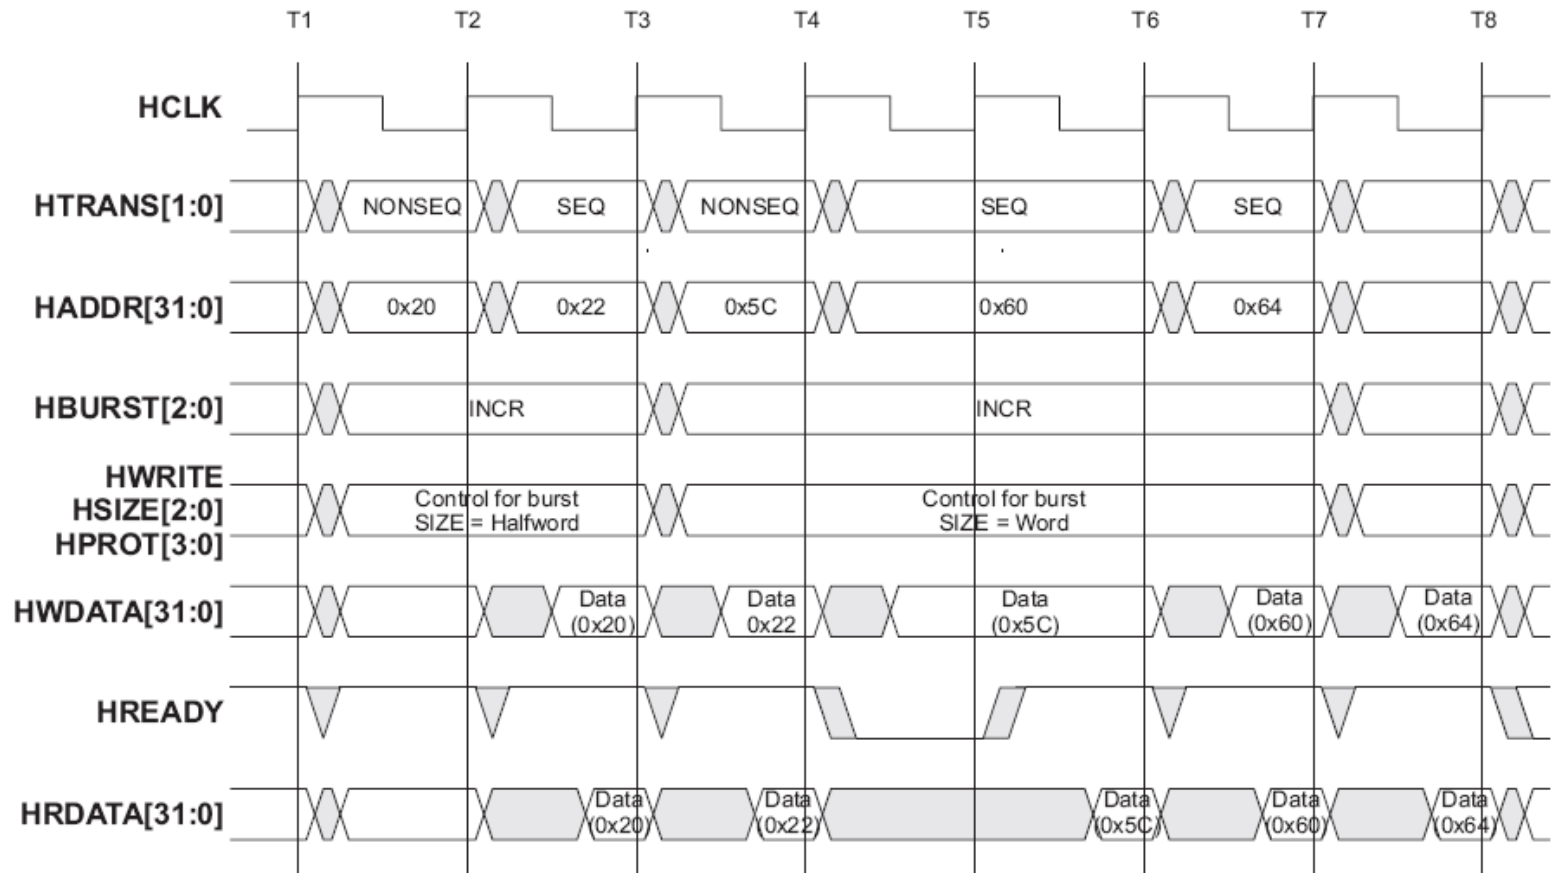 T1 T2 T3 T4 T5 T6 T7 T8
HCLK
HTRANS[1:0] NONSEQ SEQ NONSEQ SEQ SEQ
HADDR[31:0] 0x20 0x22 0x5C 0x60 0x64
HBURST[2:0] INCR INCR
HWRITE
HSIZE[2:0]
HPROT[3:0]
Control for burst
SIZE = Halfword
Control for burst
SIZE = Word
HWDATA[31:0]
Data
(0x20)
Data
0x22
Data
(0x5C)
Data
(0x60)
Data
(0x64)
HREADY
HRDATA[31:0]
Data
(0x20)
Data
(0x22)
Data
(0x5C)
Data
(0x60)
Data
(0x64)